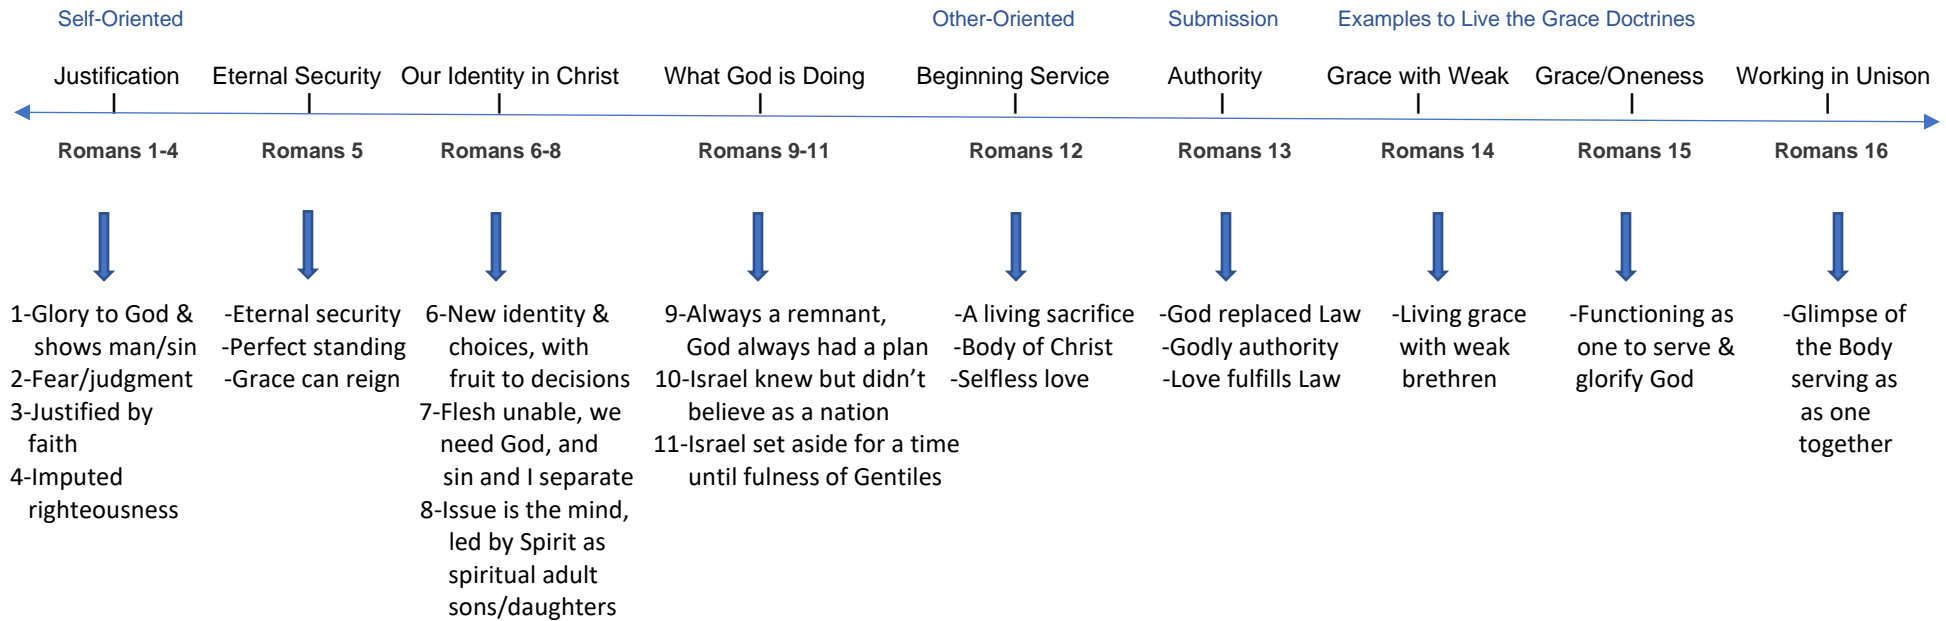 Self-Oriented
Other-Oriented
Submission
Examples to Live the Grace Doctrines
Justification
Eternal Security
Our Identity in Christ
What God is Doing
Beginning Service
Authority
Grace with Weak
Grace/Oneness
Working in Unison
Romans 1-4
Romans 5
Romans 6-8
Romans 9-11
Romans 12
Romans 13
Romans 14
Romans 15
Romans 16
1-Glory to God &
shows man/sin
2-Fear/judgment
3-Justified by
faith
4-Imputed
righteousness
-Eternal security
-Perfect standing
-Grace can reign
6-New identity &
choices, with
fruit to decisions
7-Flesh unable, we
need God, and
sin and I separate
8-Issue is the mind,
led by Spirit as
spiritual adult
sons/daughters
9-Always a remnant,
God always had a plan
10-Israel knew but didn’t
believe as a nation
11-Israel set aside for a time
until fulness of Gentiles
-A living sacrifice
-Body of Christ
-Selfless love
-God replaced Law
-Godly authority
-Love fulfills Law
-Living grace
with weak
brethren
-Functioning as
one to serve &
glorify God
-Glimpse of
the Body
serving as
as one
together